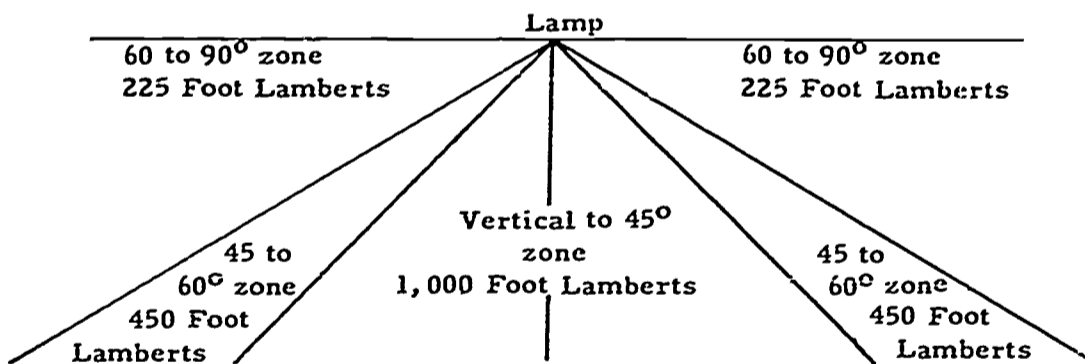 Lamp
60 to 90° zone
225 Foot Lamberts
60 to 90° zone
225 Foot Lamberts
Vertical to 45°
zone
1,000 Foot Lamberts
45 to
60° zone
450 Foot
Lamberts
45 to
60° zone
450 Foot
Lamberts